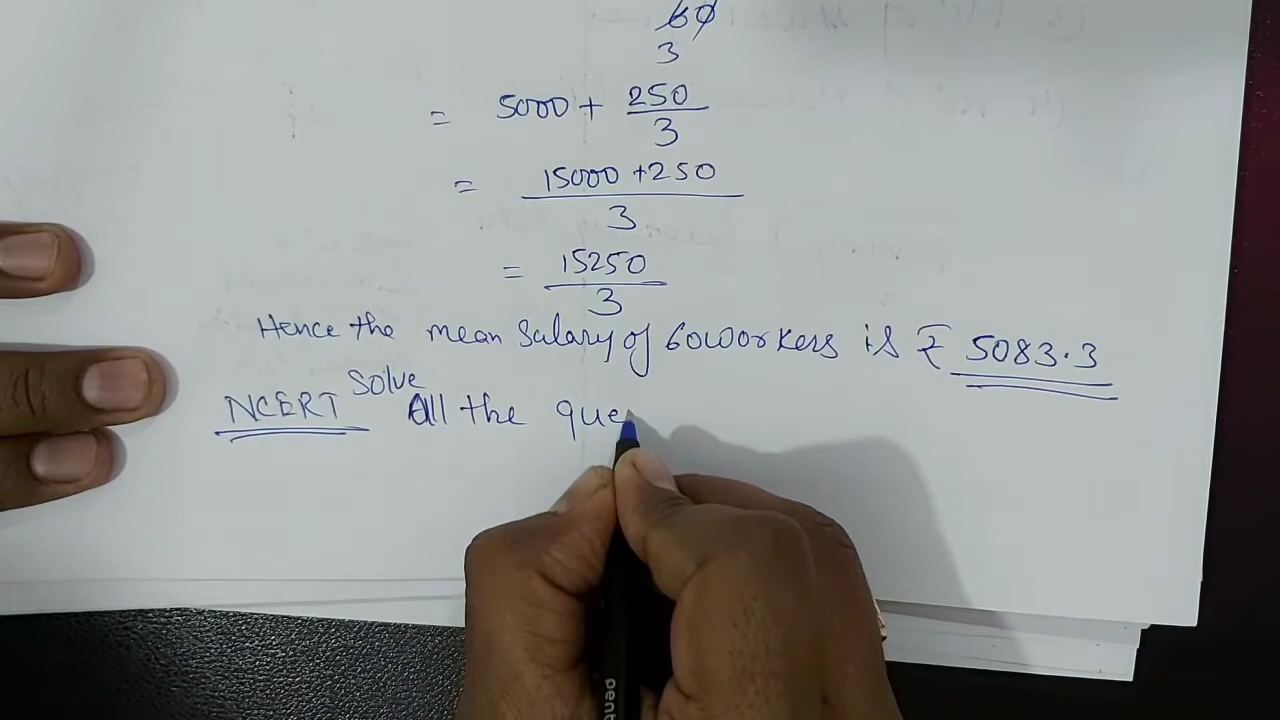 60
3
= 5000 + 250/3
= 15000 + 250/3
= 15250/3
Hence the mean Salary of 60 workers is ₹ 5083.3
NCERT Solve All the que
pent